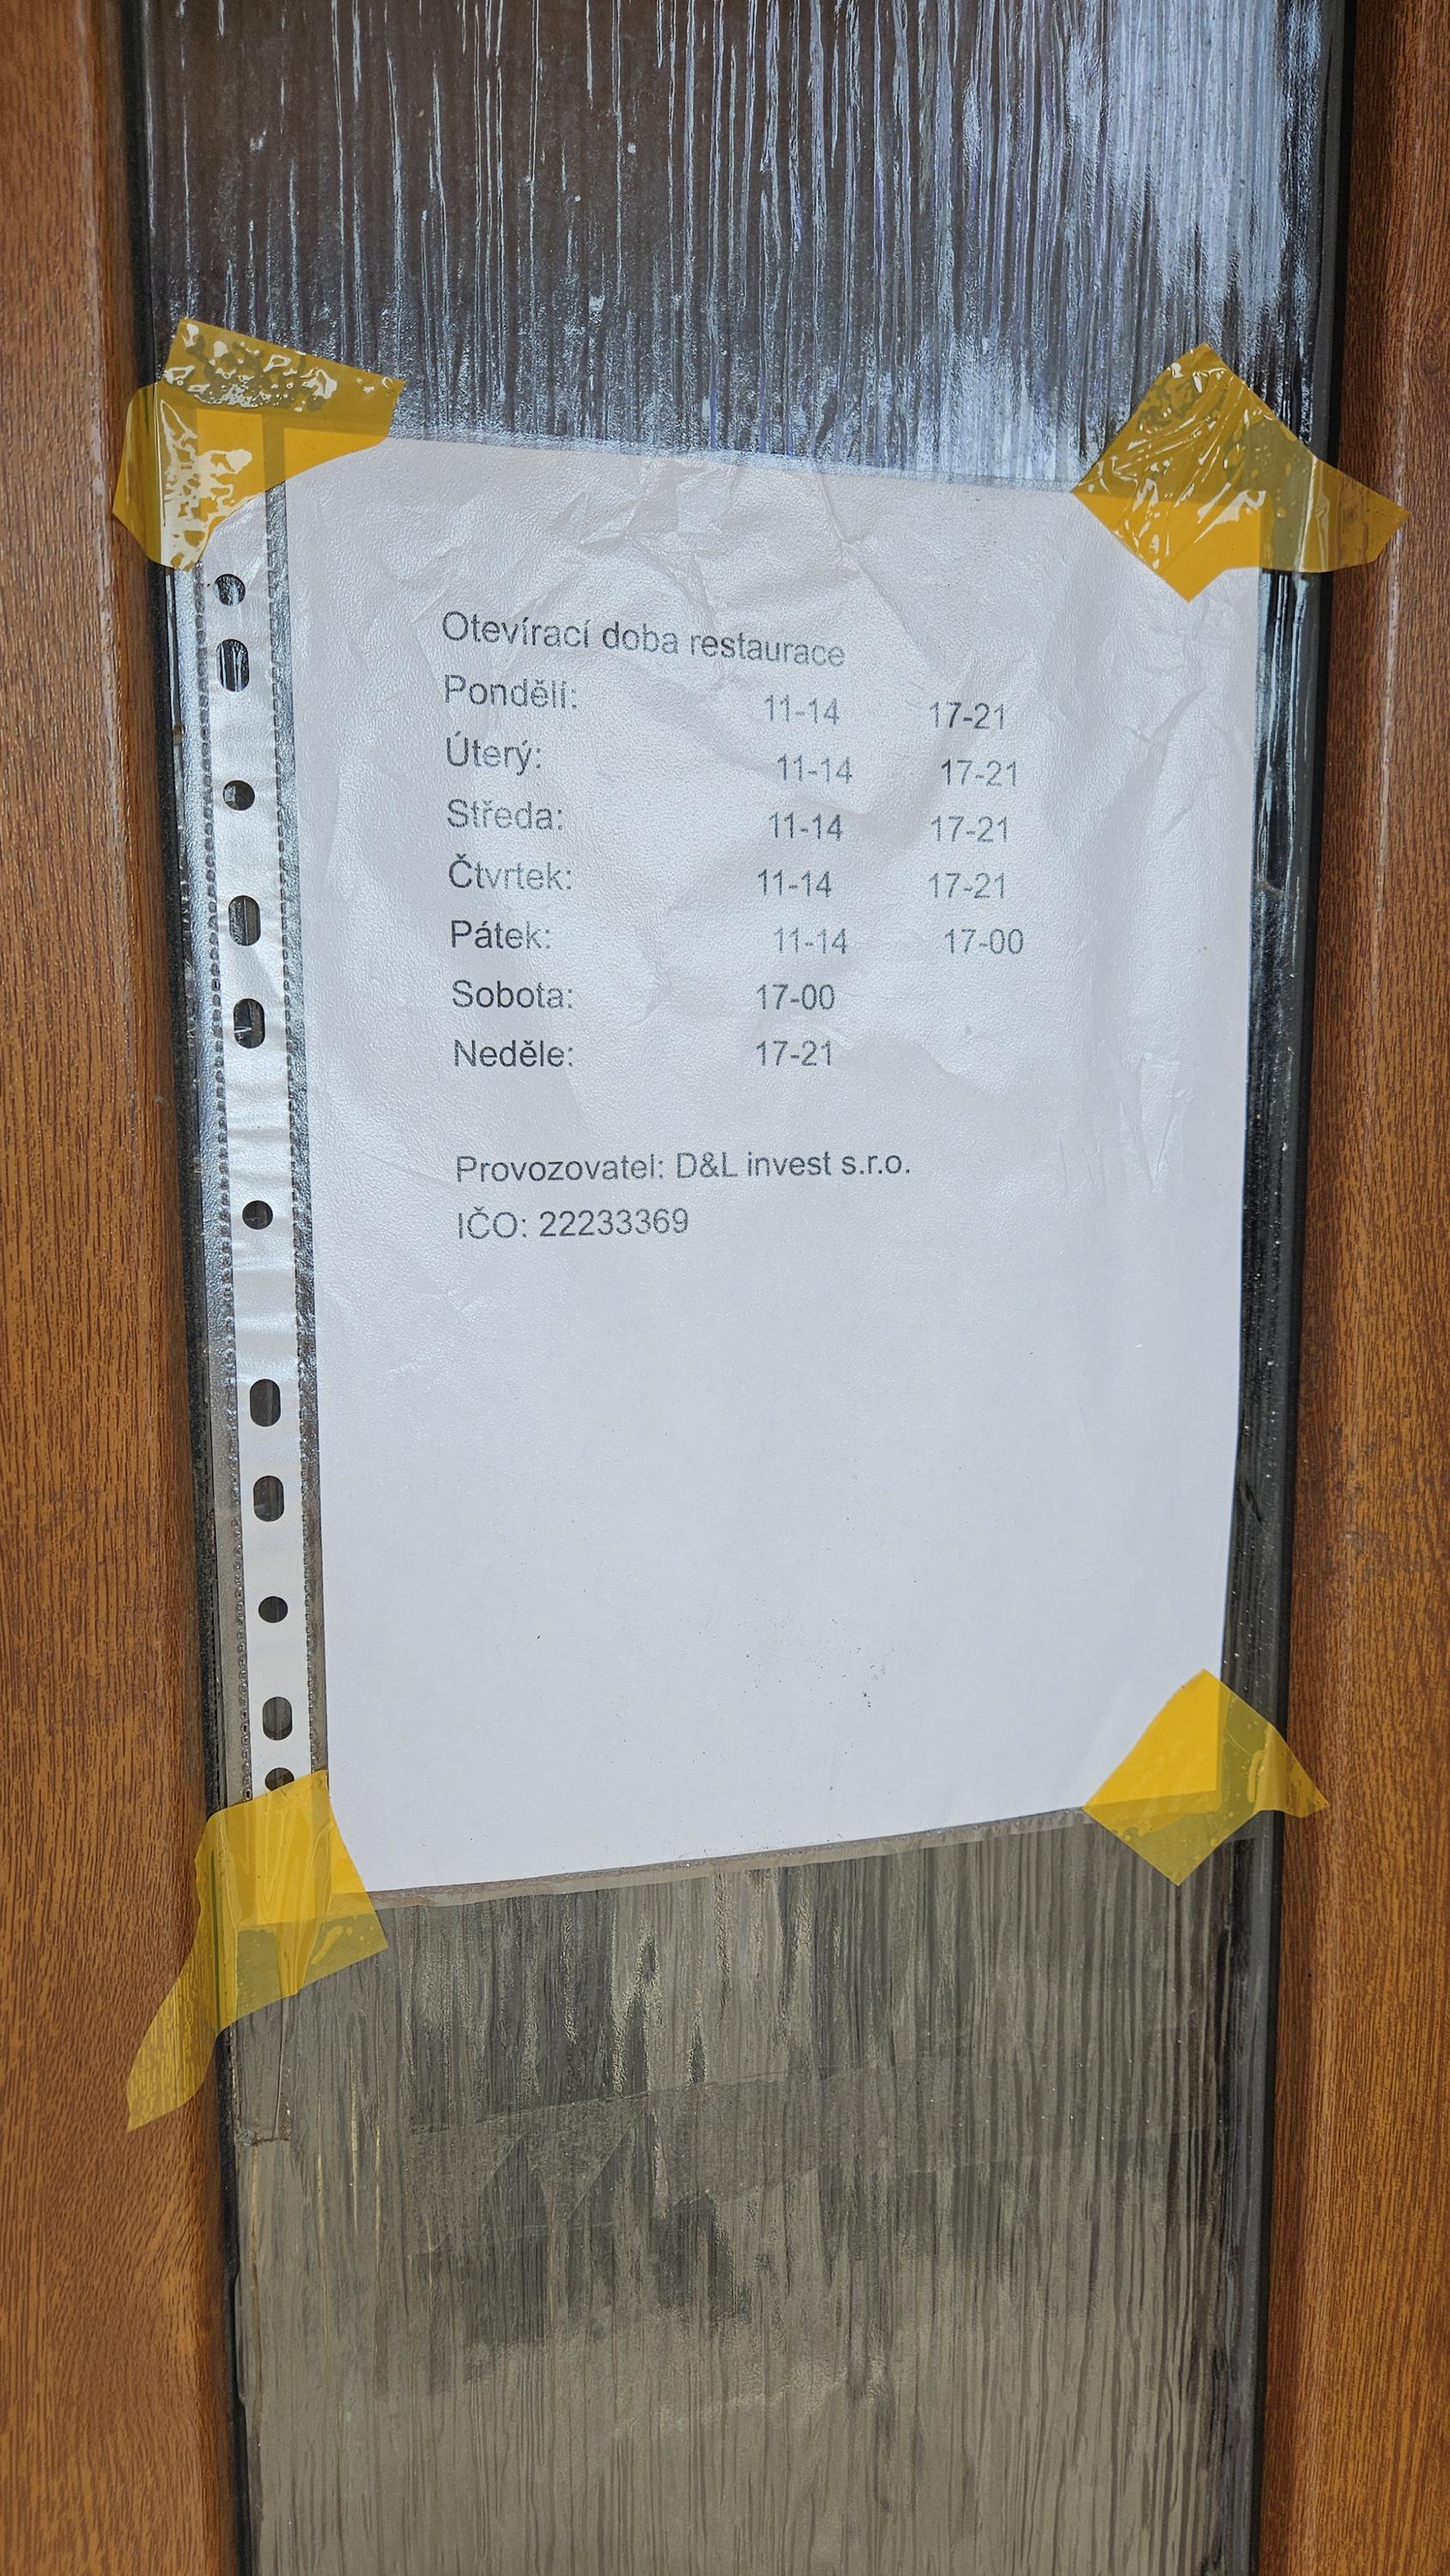 Otevírací doba restaurace
Pondělí: 11-14 17-21
Úterý: 11-14 17-21
Středa: 11-14 17-21
Čtvrtek: 11-14 17-21
Pátek: 11-14 17-00
Sobota: 17-00
Neděle: 17-21
Provozovatel: D&L invest s.r.o.
IČO: 22233369